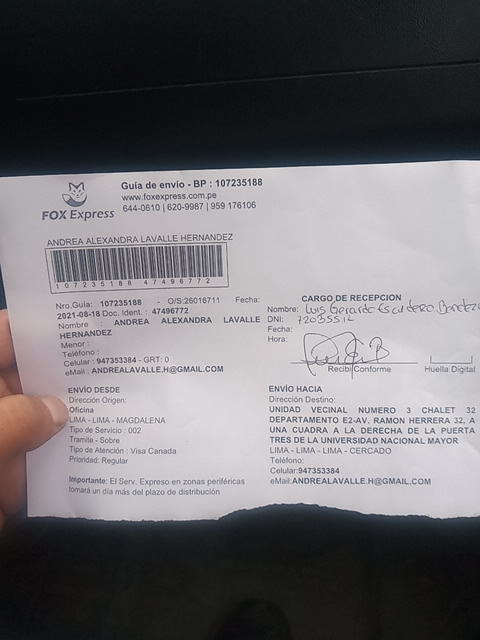 FOX Express
Guía de envío - BP : 107235188
www.foxexpress.com.pe
644-0610 | 620-9987 | 959 176106
ANDREA ALEXANDRA LAVALLE HERNANDEZ
107235188 47496772
Nro.Guia: 107235188 - O/S:26016711 Fecha:
2021-08-18 Doc. Ident. : 47496772
Nombre : ANDREA ALEXANDRA LAVALLE
HERNANDEZ
Menor :
Teléfono :
Celular : 947353384 - GRT: 0
eMail : ANDREALAVALLE.H@GMAIL.COM
CARGO DE RECEPCION
Nombre: Luis Gerardo
DNI:
Fecha:
Hora:
Recibi Conforme
Huella Digital
ENVÍO DESDE
Dirección Origen:
Oficina
LIMA - LIMA - MAGDALENA
Tipo de Servicio : 002
Tramite - Sobre
Tipo de Atención : Visa Canada
Prioridad: Regular
Importante: El Serv. Expreso en zonas periféricas
tomará un día más del plazo de distribución
ENVÍO HACIA
Dirección Destino:
UNIDAD VECINAL NUMERO 3 CHALET 32
DEPARTAMENTO E2-AV. RAMON HERRERA 32, A
UNA CUADRA A LA DERECHA DE LA PUERTA
TRES DE LA UNIVERSIDAD NACIONAL MAYOR
LIMA - LIMA - LIMA - CERCADO
Teléfono:
Celular:947353384
eMail:ANDREALAVALLE.H@GMAIL.COM